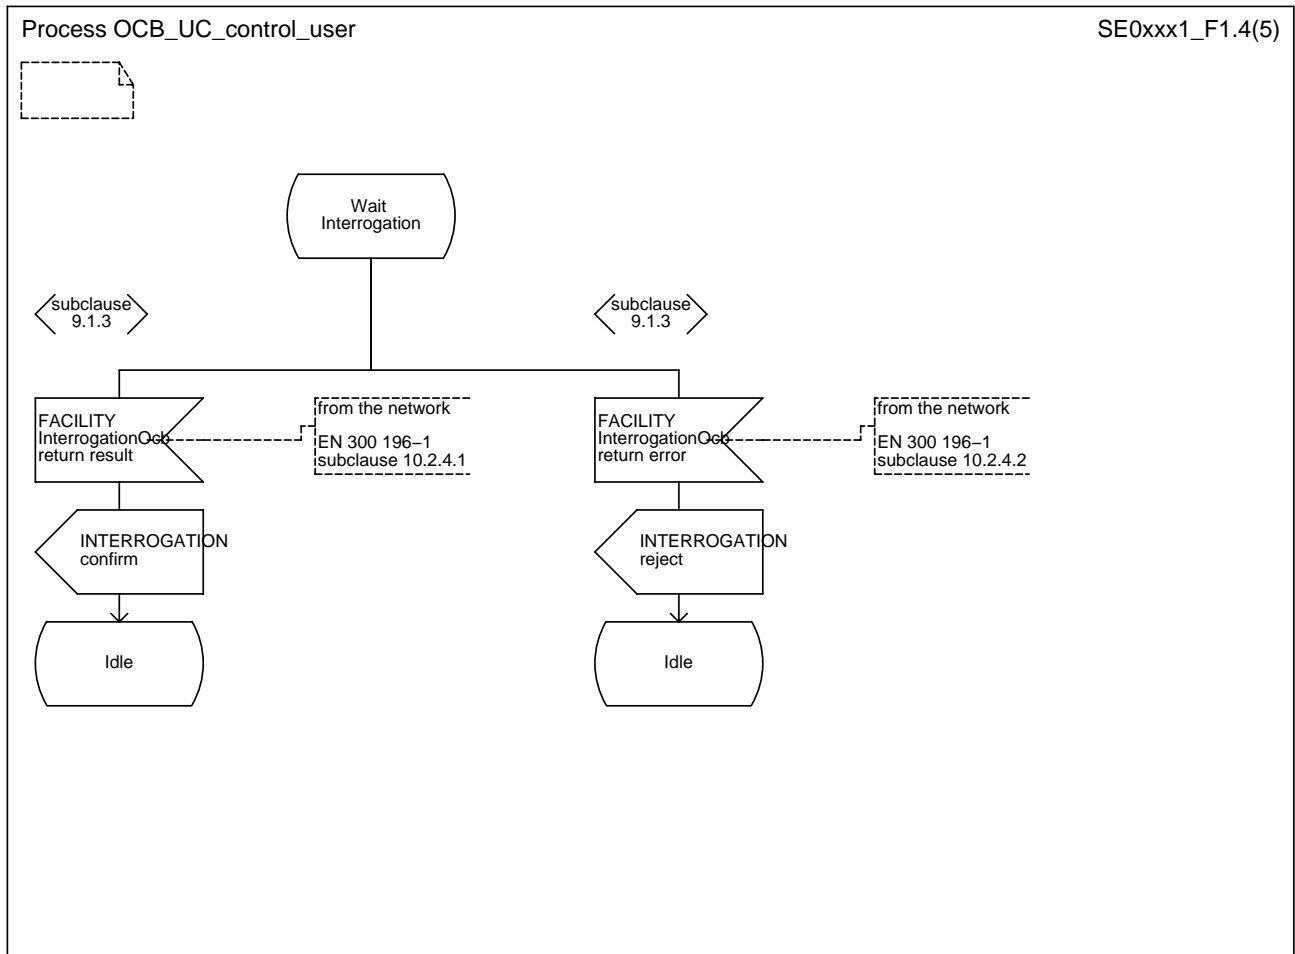 Process OCB_UC_control_user
SE0xxx1_F1.4(5)
Wait
Interrogation
subclause
9.1.3
subclause
9.1.3
FACILITY
InterrogationOcb
return result
from the network
EN 300 196−1
subclause 10.2.4.1
FACILITY
InterrogationOcb
return error
from the network
EN 300 196−1
subclause 10.2.4.2
INTERROGATION
confirm
INTERROGATION
reject
Idle
Idle